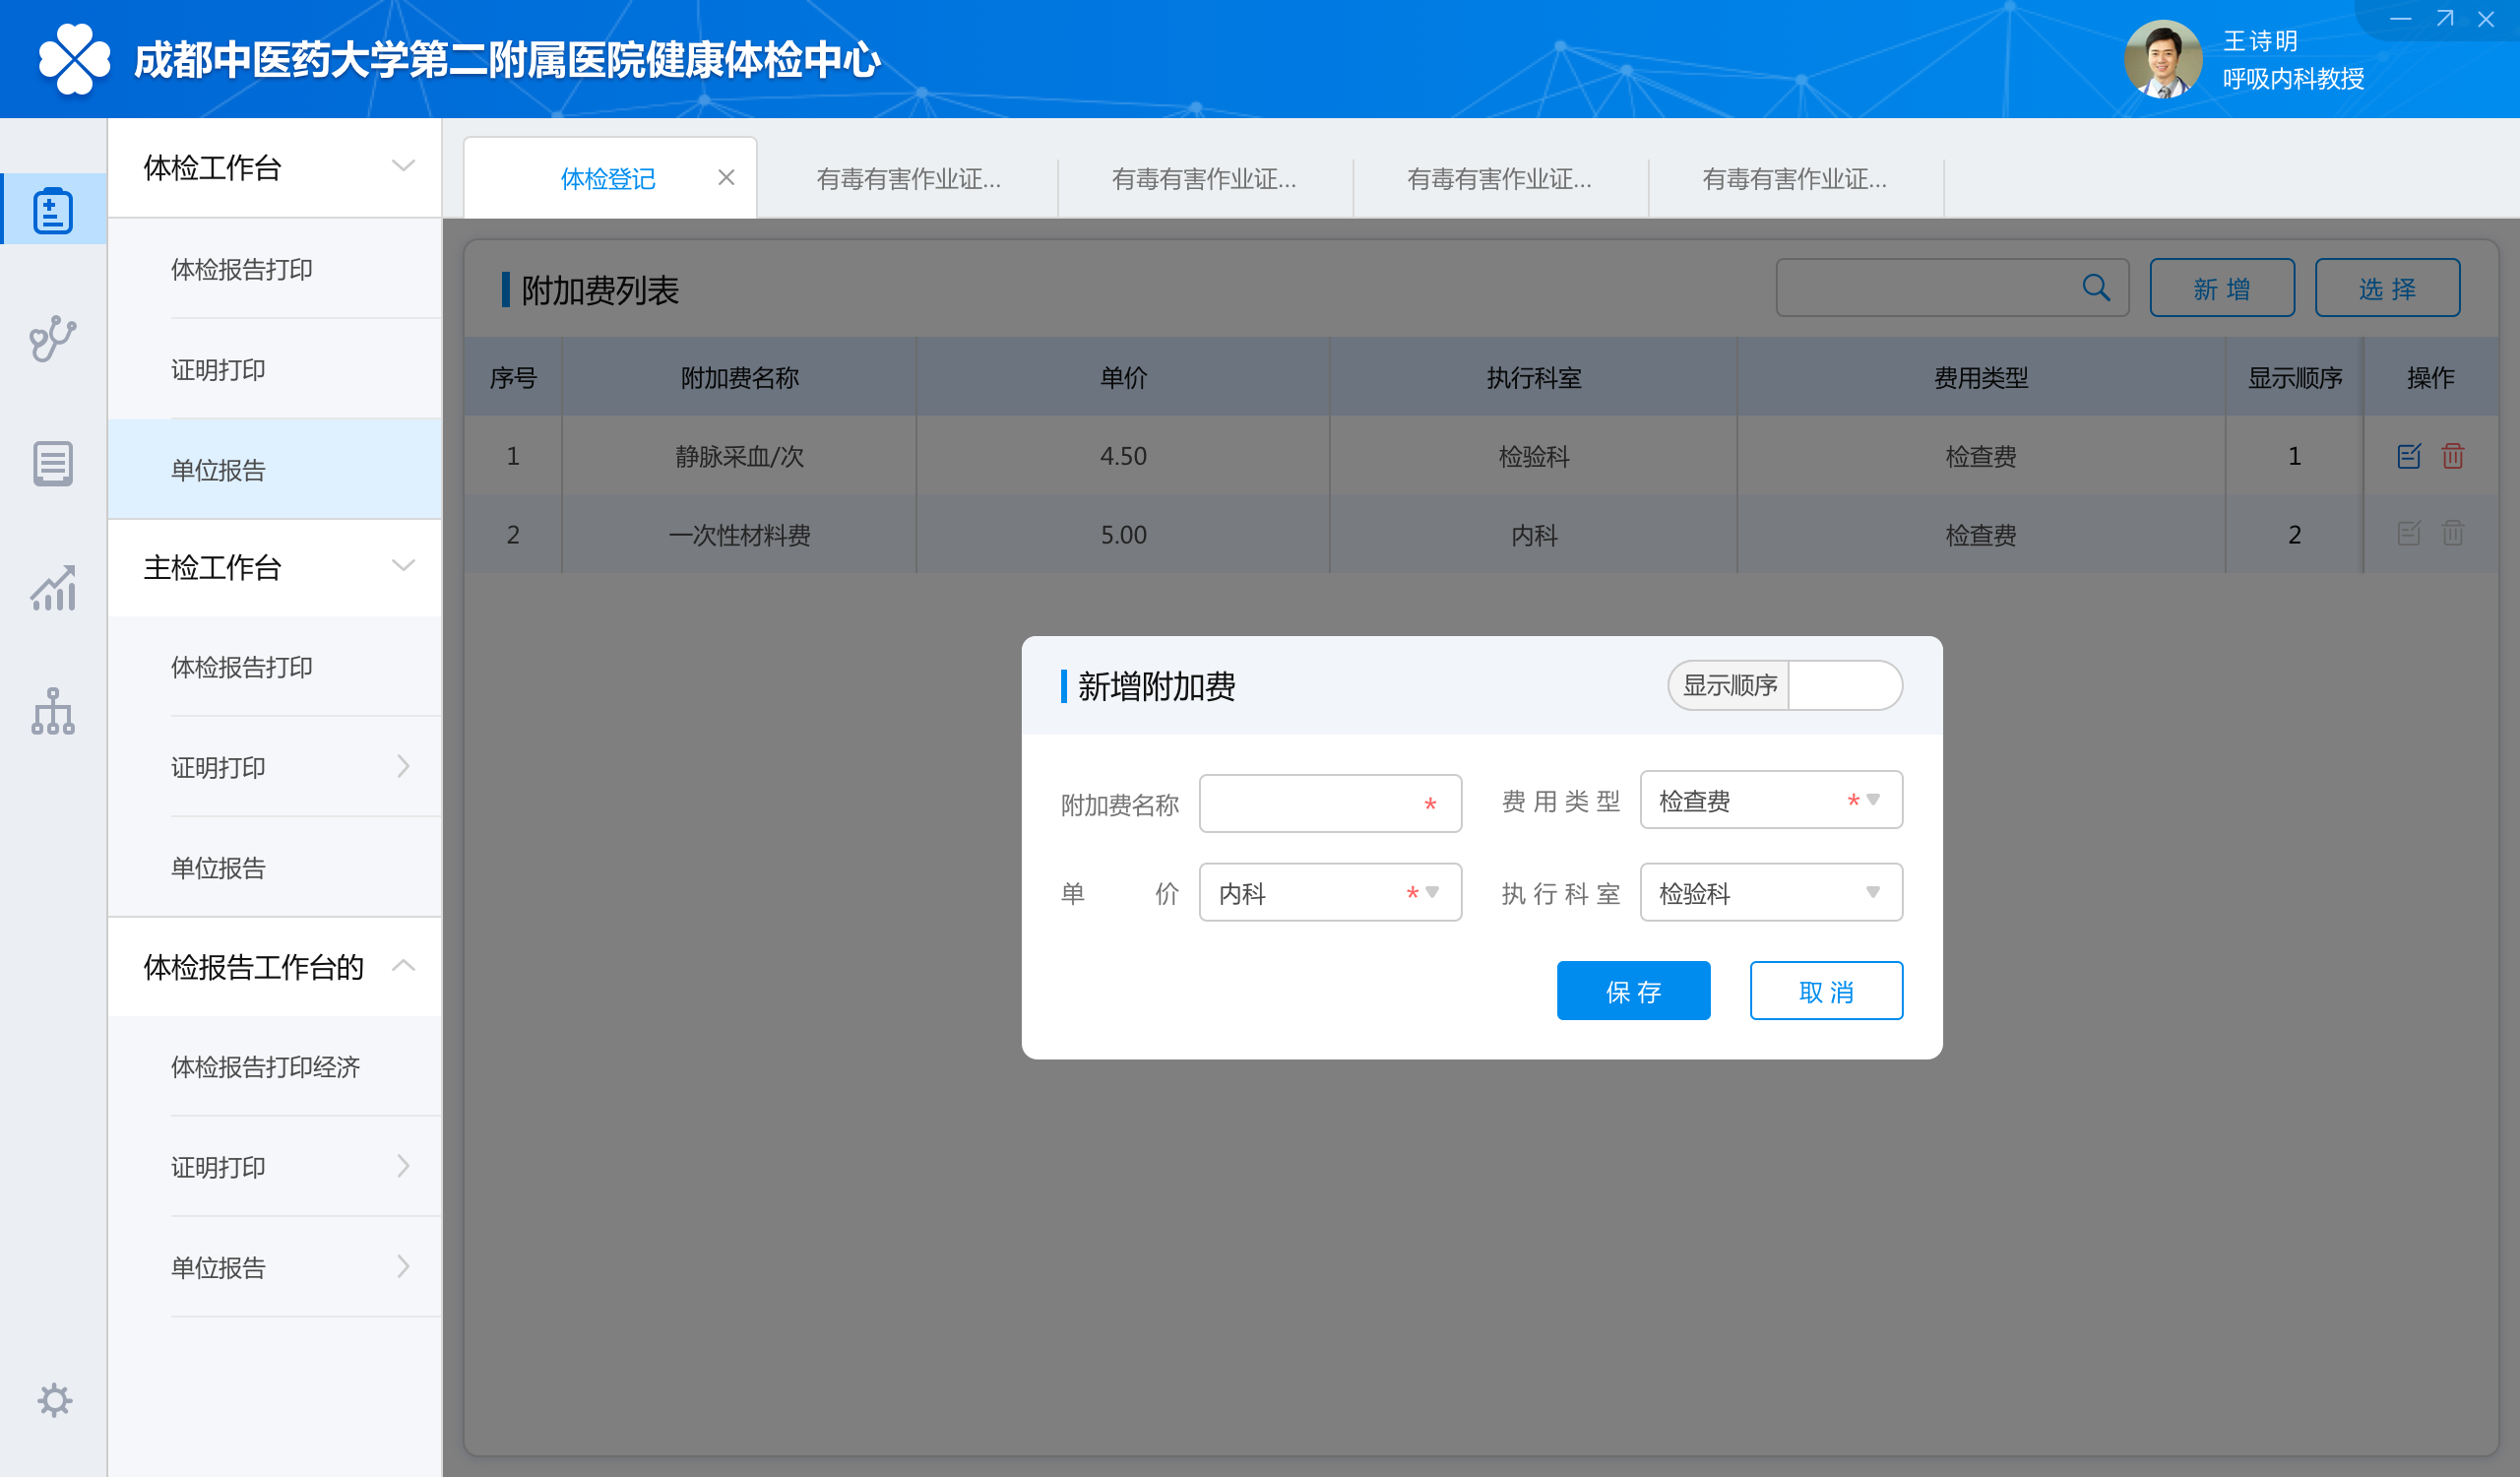 成都中医药大学第二附属医院健康体检中心
王诗明
呼吸内科教授
体检工作台
体检报告打印
证明打印
单位报告
主检工作台
体检报告打印
证明打印
单位报告
体检报告工作台的
体检报告打印经济
证明打印
单位报告
体检登记
有毒有害作业证...
有毒有害作业证...
有毒有害作业证...
有毒有害作业证...
附加费列表
新 增
选 择
序号 附加费名称 单价 执行科室 费用类型 显示顺序 操作
1 静脉采血/次 4.50 检验科 检查费 1
2 一次性材料费 5.00 内科 检查费 2
新增附加费
显示顺序
附加费名称 * 费用类型 检查费 *
单 价 内科 * 执行科室 检验科
保 存
取 消